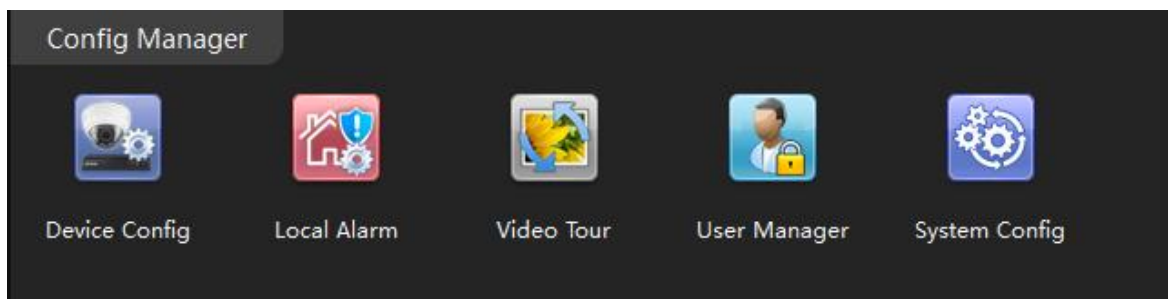 Config Manager
Device Config Local Alarm Video Tour User Manager System Config